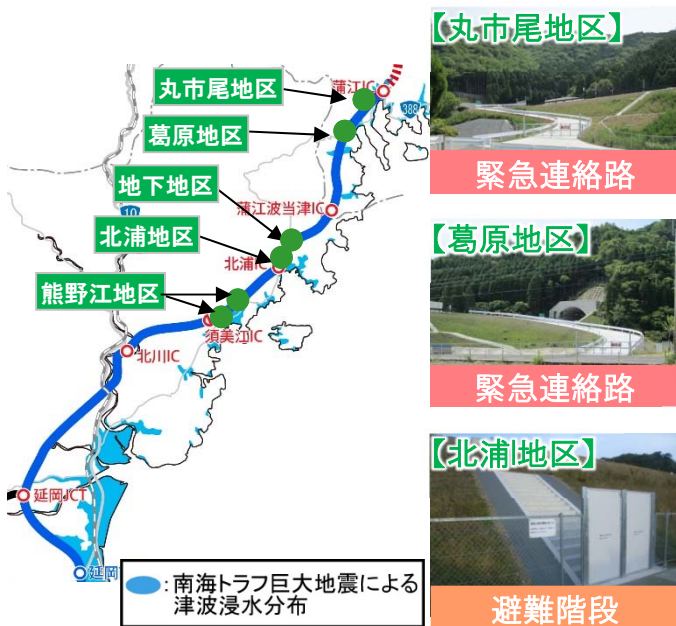 丸市尾地区
葛原地区
地下地区
北浦地区
熊野江地区
蒲江IC
388
蒲江波当津IC
10
北浦IC
須美江IC
北川IC
延岡JCT
延岡
:南海トラフ巨大地震による
津波浸水分布
【丸市尾地区】
緊急連絡路
【葛原地区】
緊急連絡路
【北浦I地区】
避難階段